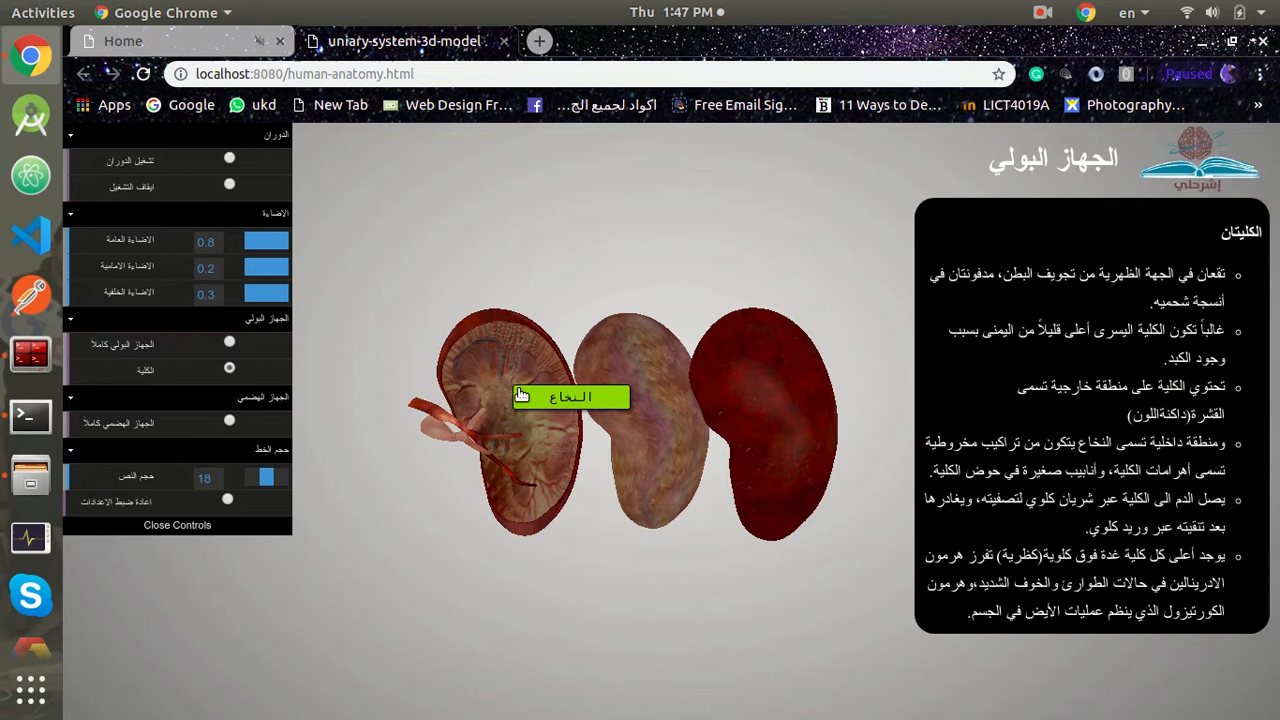 Activities
Google Chrome
Thu 1:47 PM
en
Home
uniary-system-3d-model
localhost:8080/human-anatomy.html
Paused
Apps
Google
ukd
New Tab
Web Design Fr...
اكواد لجميع الج...
Free Email Sig...
11 Ways to De...
LICT4019A
Photography...
»
الدوران
تشغيل الدوران
ايقاف التشغيل
الاضاءة
الاضاءة العامة
0.8
الاضاءة الامامية
0.2
الاضاءة الخلفية
0.3
الجهاز البولي
الجهاز البولي كاملاً
الكلية
الجهاز الهضمي
الجهاز الهضمي كاملاً
حجم الخط
حجم النص
18
اعادة ضبط الاعدادات
Close Controls
النخاع
الجهاز البولي
إشرحلي
الكليتان
تقعان في الجهة الظهرية من تجويف البطن، مدفونتان في
أنسجة شحميه.
غالباً تكون الكلية اليسرى أعلى قليلاً من اليمنى بسبب
وجود الكبد.
تحتوي الكلية على منطقة خارجية تسمى
القشرة(داكنةاللون)
ومنطقة داخلية تسمى النخاع يتكون من تراكيب مخروطية
تسمى أهرامات الكلية، وأنابيب صغيرة في حوض الكلية.
يصل الدم الى الكلية عبر شريان كلوي لتصفيته، ويغادرها
بعد تنقيته عبر وريد كلوي.
يوجد أعلى كل كلية غدة فوق كلوية(كظرية) تفرز هرمون
الادرينالين في حالات الطوارئ والخوف الشديد،وهرمون
الكورتيزول الذي ينظم عمليات الأيض في الجسم.